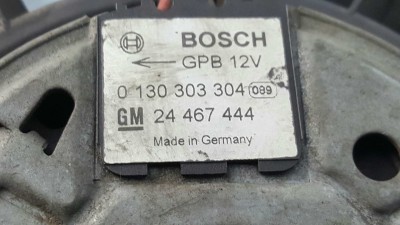 BOSCH
← GPB 12V
0 130 303 304 099
GM 24 467 444
Made in Germany